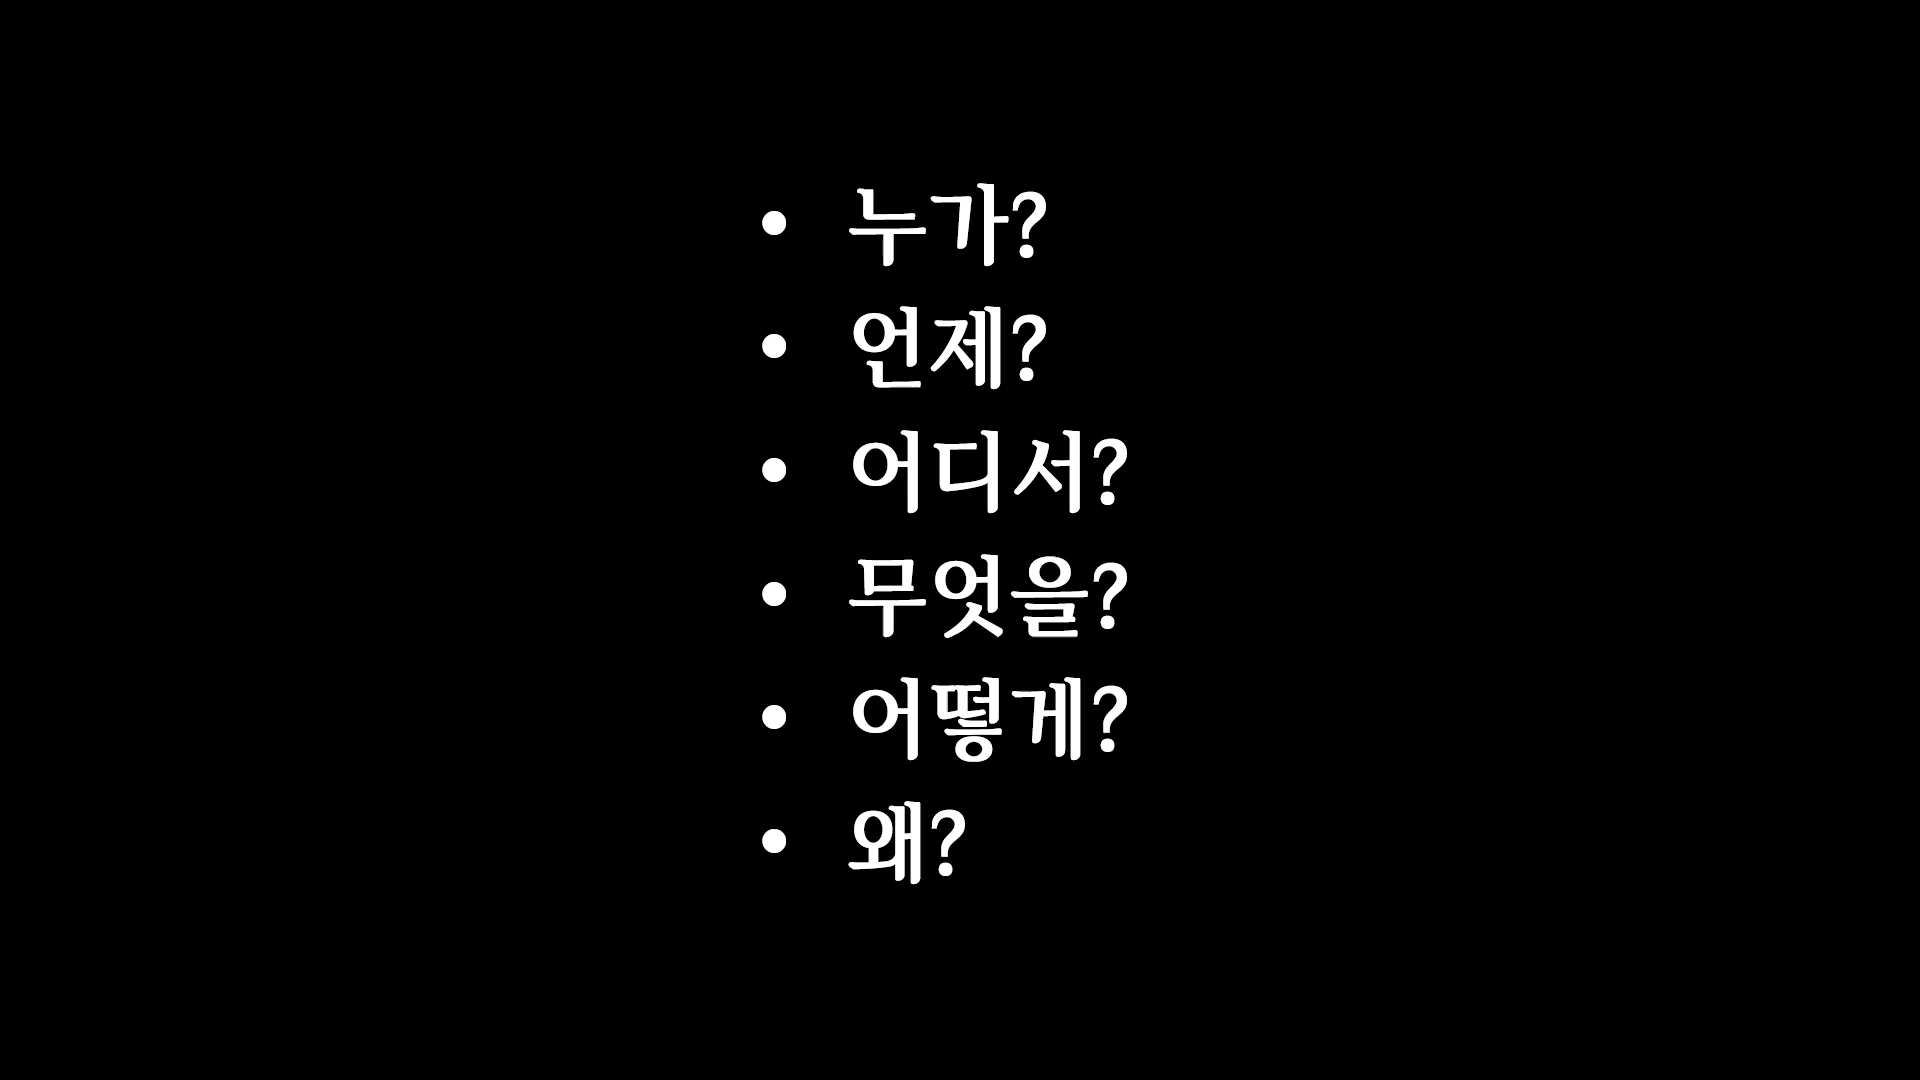 • 누가?
• 언제?
• 어디서?
• 무엇을?
• 어떻게?
• 왜?